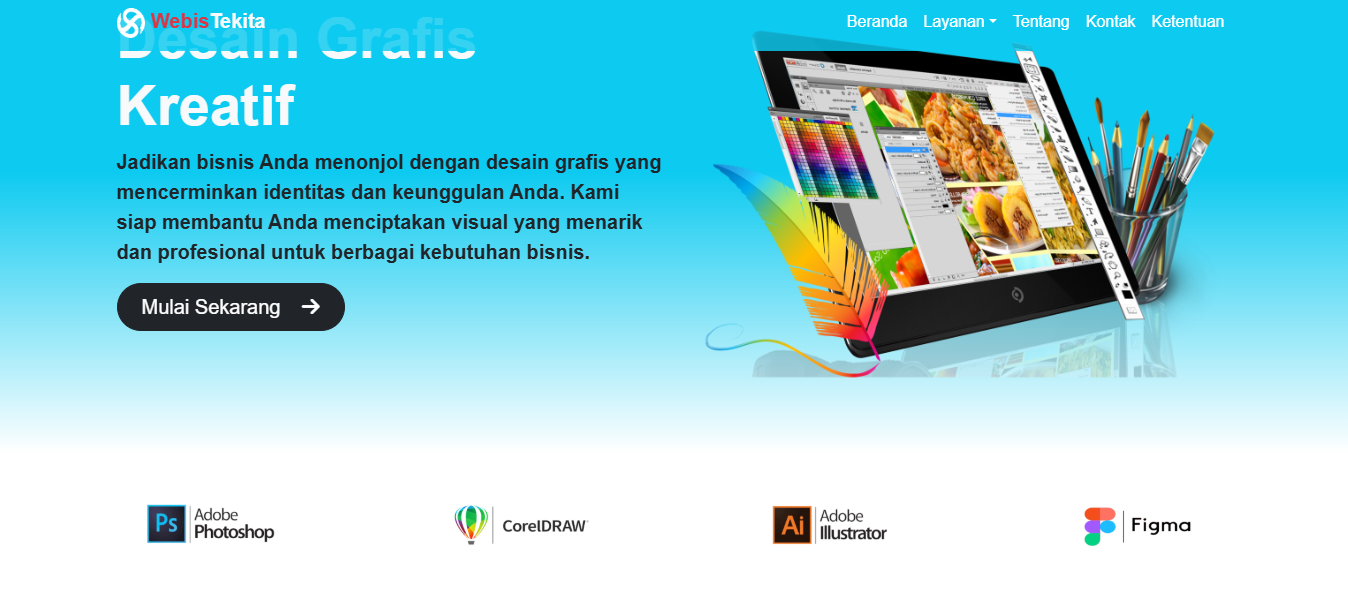 WebisTekita
Beranda Layanan Tentang Kontak Ketentuan
Desain Grafis
Kreatif
Jadikan bisnis Anda menonjol dengan desain grafis yang
mencerminkan identitas dan keunggulan Anda. Kami
siap membantu Anda menciptakan visual yang menarik
dan profesional untuk berbagai kebutuhan bisnis.
Mulai Sekarang
Ps Adobe
Photoshop
CorelDRAW
Ai Adobe
Illustrator
Figma